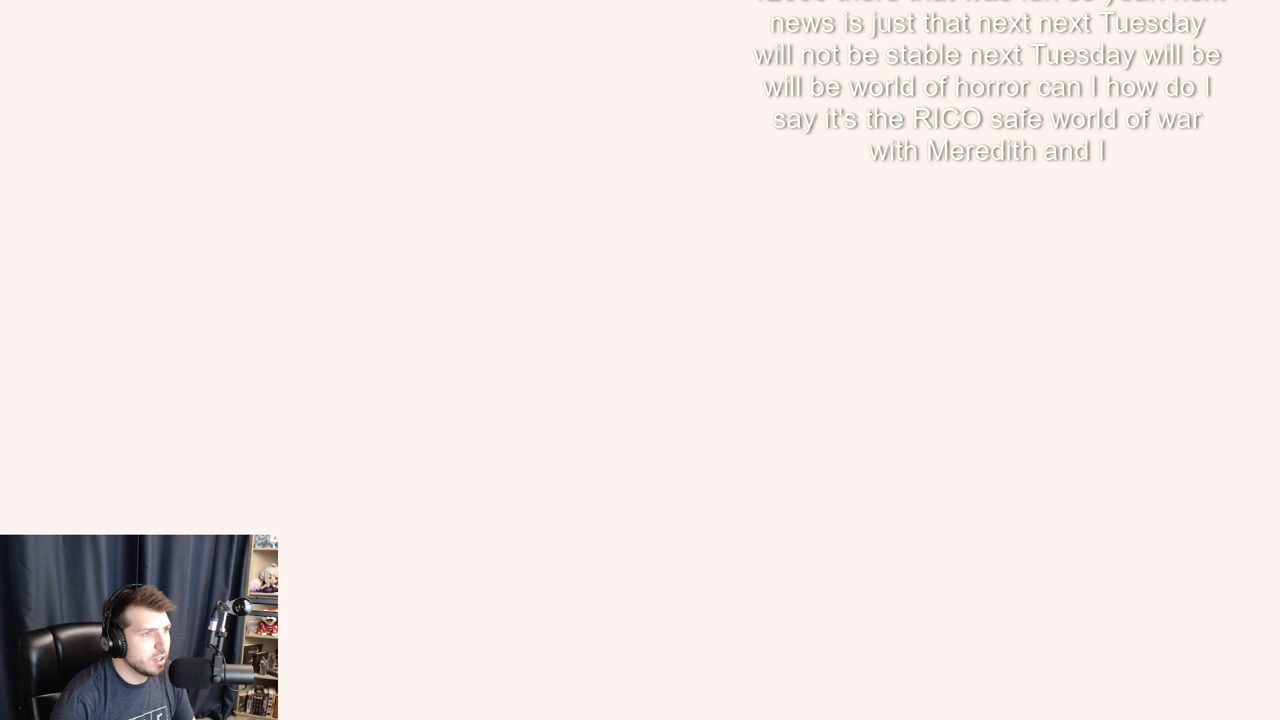 news is just that next next Tuesday
will not be stable next Tuesday will be
will be world of horror can I how do I
say it's the RICO safe world of war
with Meredith and I